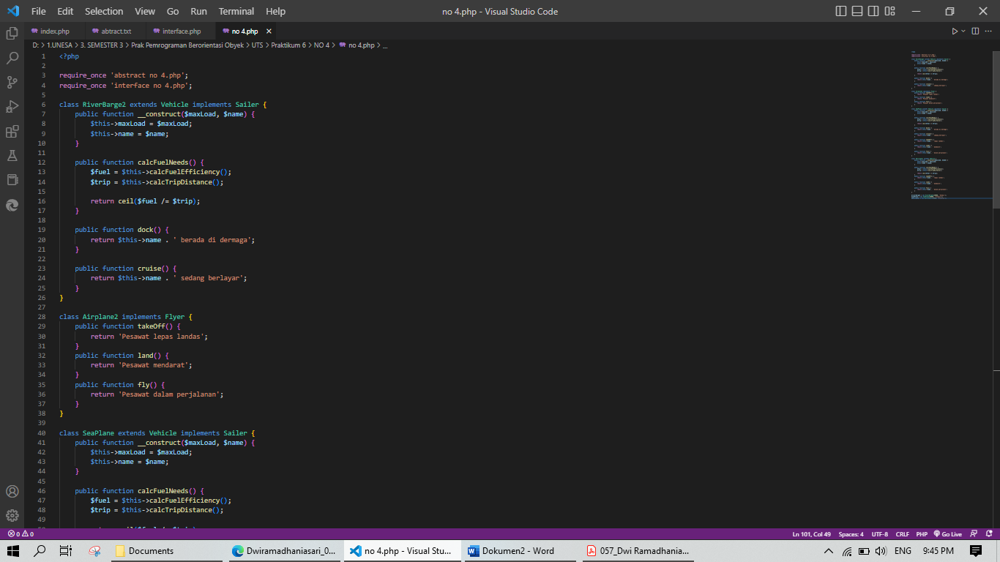 File Edit Selection View Go Run Terminal Help no 4.php - Visual Studio Code
index.php abtract.txt interface.php no 4.php
D: > 1.UNESA > 3. SEMESTER 3 > Prak Pemrograman Berorientasi Obyek > UTS > Praktikum 6 > NO 4 > no 4.php > ...
1 <?php
2
3 require_once 'abstract no 4.php';
4 require_once 'interface no 4.php';
5
6 class RiverBarge2 extends Vehicle implements Sailer {
7 public function __construct($maxLoad, $name) {
8 $this->maxLoad = $maxLoad;
9 $this->name = $name;
10 }
11
12 public function calcFuelNeeds() {
13 $fuel = $this->calcFuelEfficiency();
14 $trip = $this->calcTripDistance();
15
16 return ceil($fuel /= $trip);
17 }
18
19 public function dock() {
20 return $this->name . ' berada di dermaga';
21 }
22
23 public function cruise() {
24 return $this->name . ' sedang berlayar';
25 }
26 }
27
28 class Airplane2 implements Flyer {
29 public function takeOff() {
30 return 'Pesawat lepas landas';
31 }
32 public function land() {
33 return 'Pesawat mendarat';
34 }
35 public function fly() {
36 return 'Pesawat dalam perjalanan';
37 }
38 }
39
40 class SeaPlane extends Vehicle implements Sailer {
41 public function __construct($maxLoad, $name) {
42 $this->maxLoad = $maxLoad;
43 $this->name = $name;
44 }
45
46 public function calcFuelNeeds() {
47 $fuel = $this->calcFuelEfficiency();
48 $trip = $this->calcTripDistance();
49
0 0 Ln 101, Col 49 Spaces: 4 UTF-8 CRLF PHP Go Live
Documents Dwiramadhaniasari_0... no 4.php - Visual Stu... Dokumen2 - Word 057_Dwi Ramadhania... ENG 9:45 PM